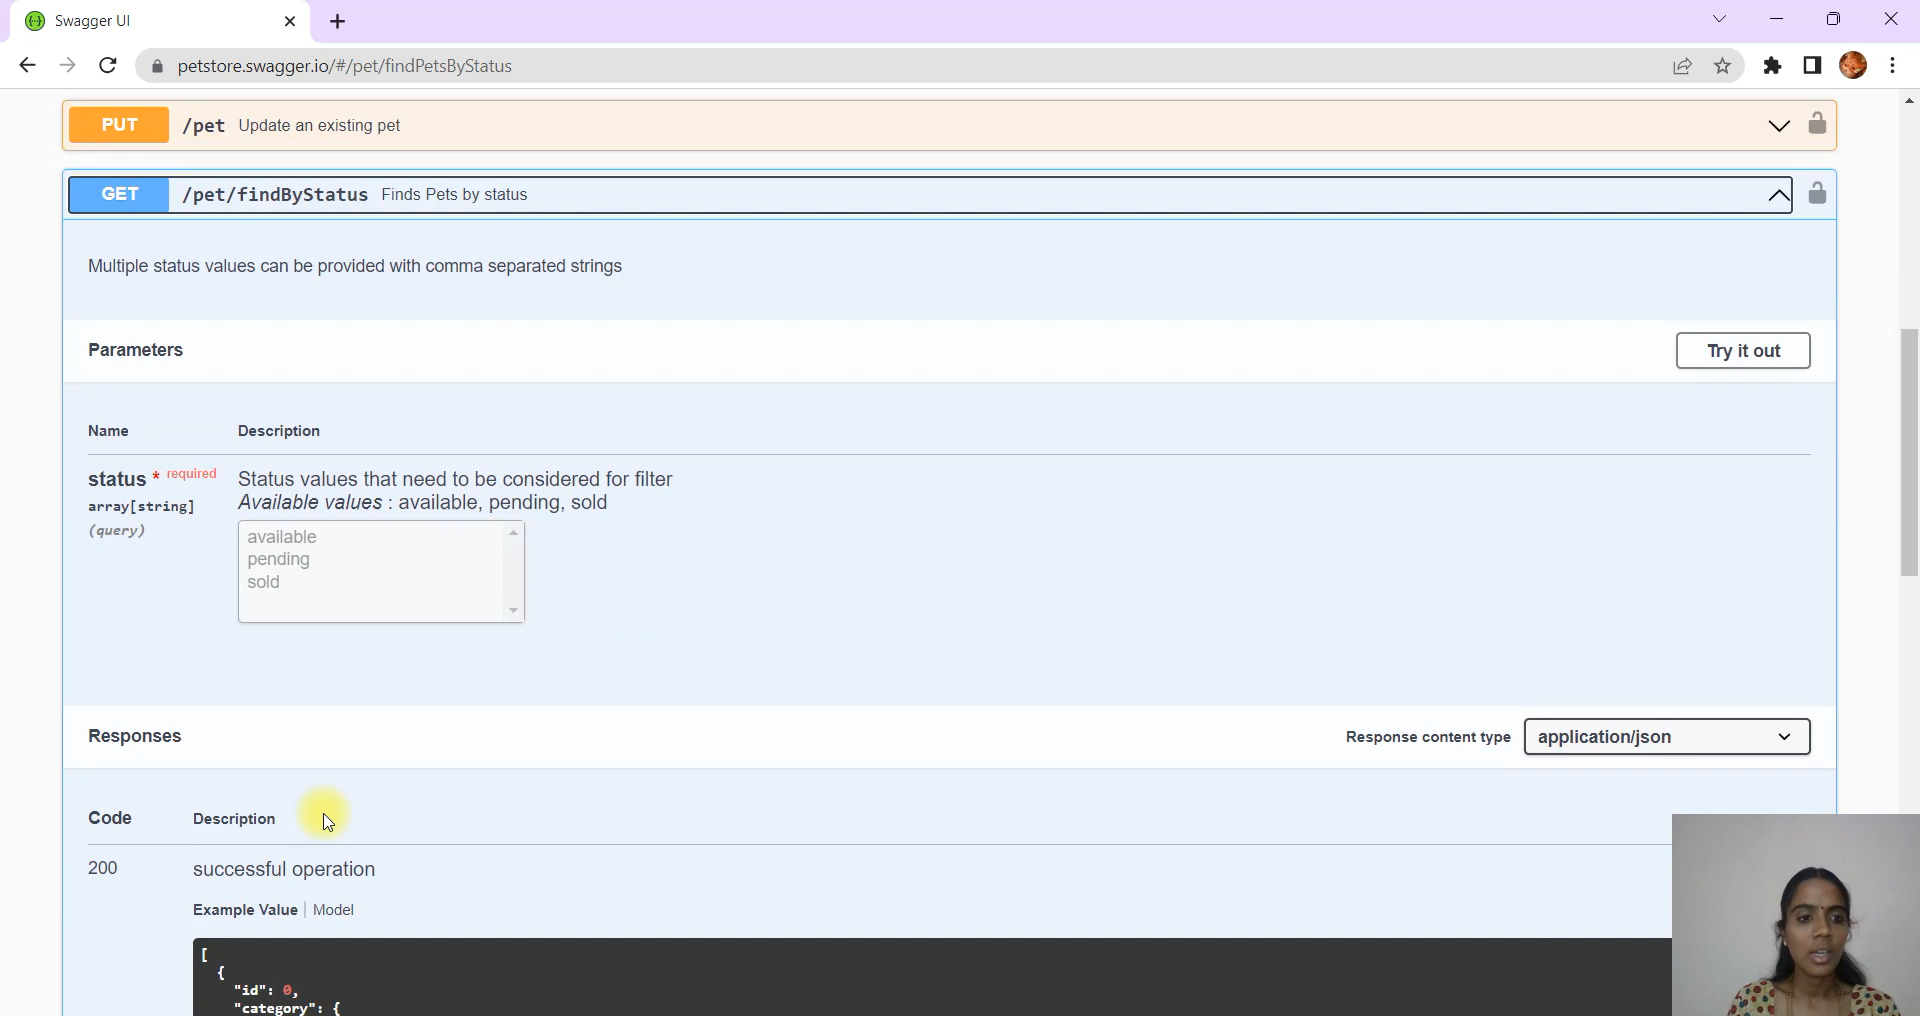 Swagger UI
petstore.swagger.io/#/pet/findPetsByStatus
PUT /pet Update an existing pet
GET /pet/findByStatus Finds Pets by status
Multiple status values can be provided with comma separated strings
Parameters
Try it out
Name Description
status * required
array[string]
(query)
Status values that need to be considered for filter
Available values : available, pending, sold
available
pending
sold
Responses
Response content type application/json
Code Description
200 successful operation
Example Value | Model
[
{
"id": 0,
"category": {